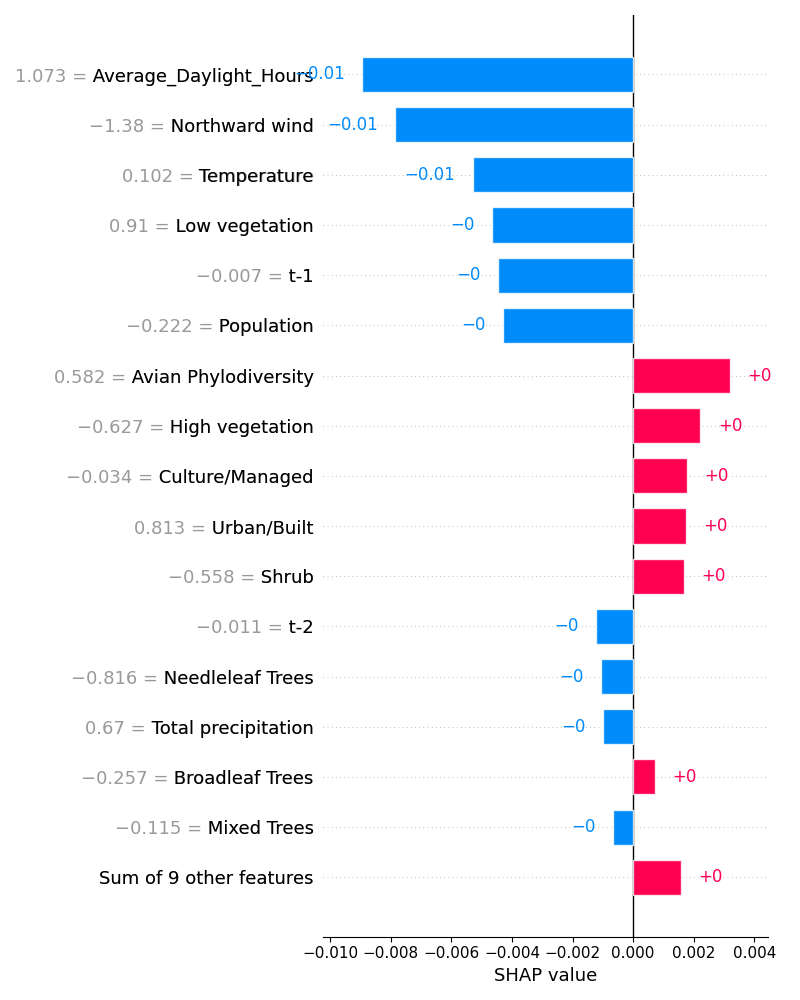 1.073 = Average_Daylight_Hours −0.01
−1.38 = Northward wind −0.01
0.102 = Temperature −0.01
0.91 = Low vegetation −0
−0.007 = t-1 −0
−0.222 = Population −0
0.582 = Avian Phylodiversity +0
−0.627 = High vegetation +0
−0.034 = Culture/Managed +0
0.813 = Urban/Built +0
−0.558 = Shrub +0
−0.011 = t-2 −0
−0.816 = Needleleaf Trees −0
0.67 = Total precipitation −0
−0.257 = Broadleaf Trees +0
−0.115 = Mixed Trees −0
Sum of 9 other features +0
−0.010 −0.008 −0.006 −0.004 −0.002 0.000 0.002 0.004
SHAP value